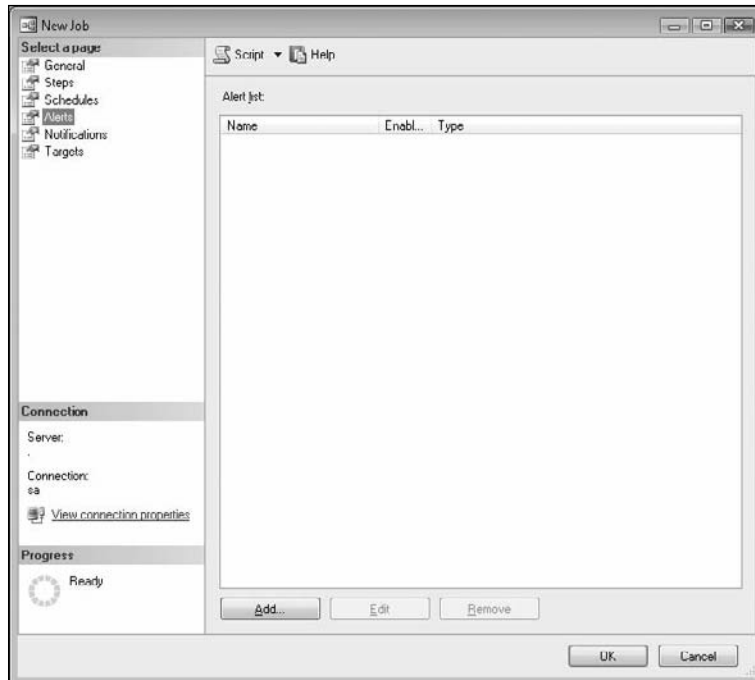 New Job
Select a page
General
Steps
Schedules
Alerts
Notifications
Targets
Script Help
Alert list:
Name Enabl... Type
Connection
Server:
.
Connection:
sa
View connection properties
Progress
Ready
Add... Edit Remove
OK Cancel